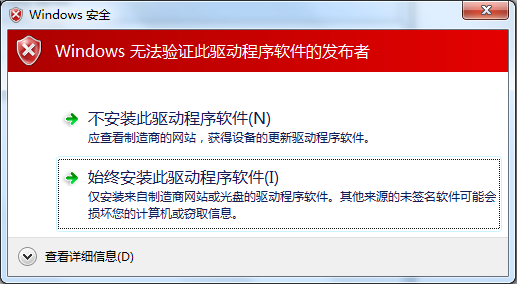 Windows 安全
Windows 无法验证此驱动程序软件的发布者
不安装此驱动程序软件(N)
应查看制造商的网站，获得设备的更新驱动程序软件。
始终安装此驱动程序软件(I)
仅安装来自制造商网站或光盘的驱动程序软件。其他来源的未签名软件可能会
损坏您的计算机或窃取信息。
查看详细信息(D)